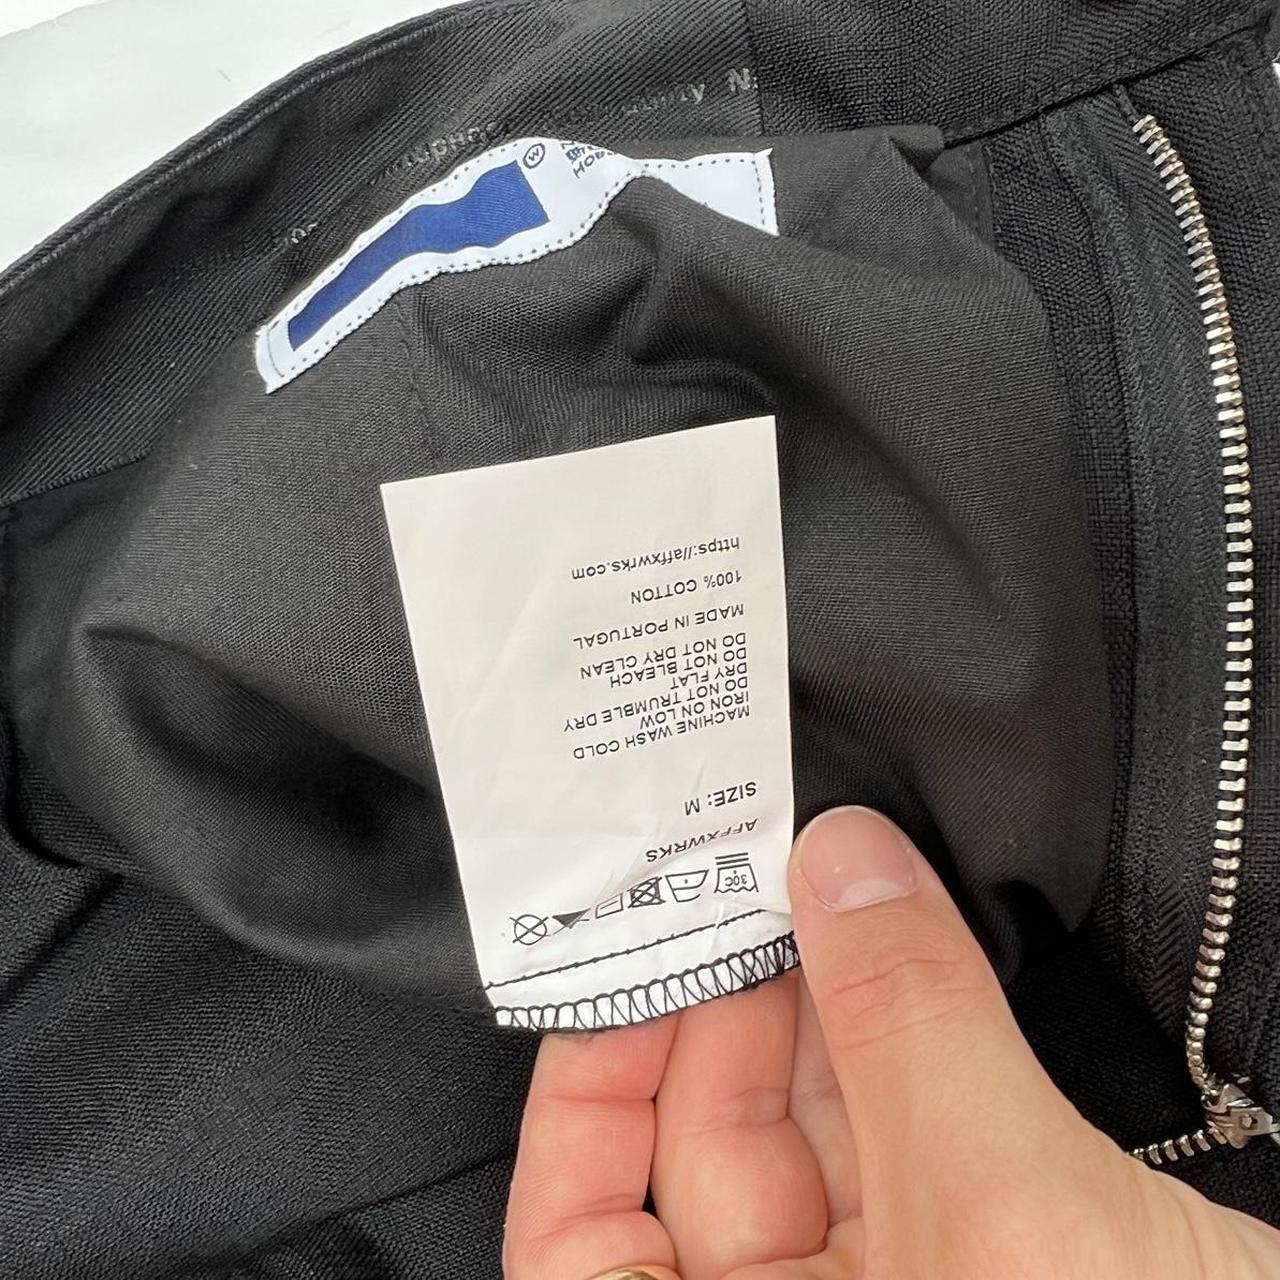 30C
AFFXWRKS
SIZE: M
MACHINE WASH COLD
IRON ON LOW
DO NOT TRUMBLE DRY
DRY FLAT
DO NOT BLEACH
DO NOT DRY CLEAN
MADE IN PORTUGAL
100% COTTON
https://affxwrks.com
M